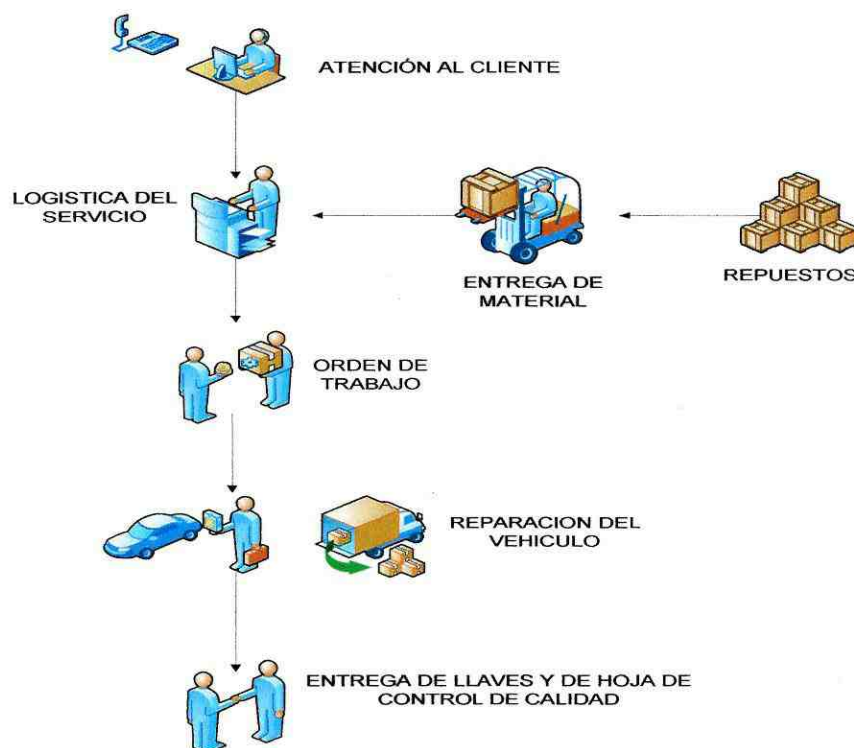 ATENCIÓN AL CLIENTE
LOGISTICA DEL
SERVICIO
ENTREGA DE
MATERIAL
REPUESTOS
ORDEN DE
TRABAJO
REPARACION DEL
VEHICULO
ENTREGA DE LLAVES Y DE HOJA DE
CONTROL DE CALIDAD